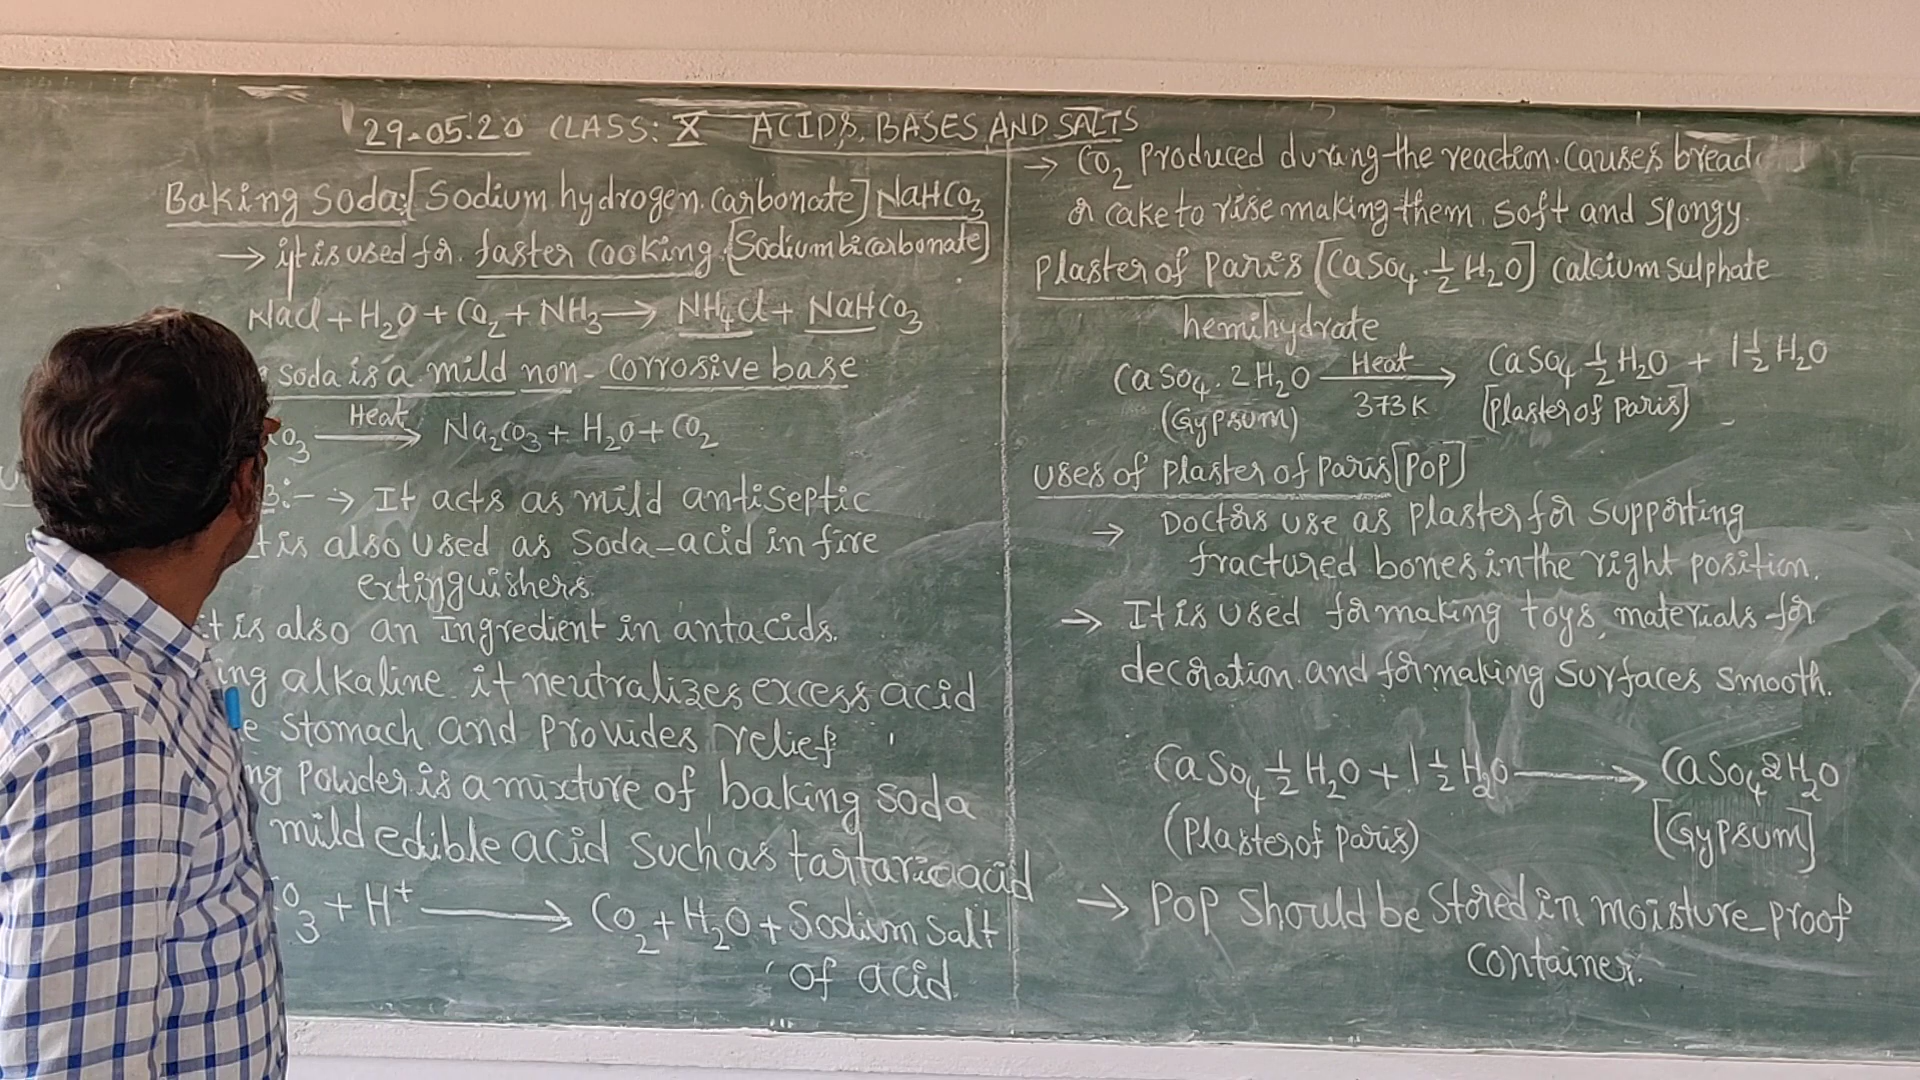 29.05.20 CLASS: X ACIDS, BASES AND SALTS
Baking Soda:[Sodium hydrogen carbonate] NaHCO3
→ it is used for faster cooking [Sodium bicarbonate]
NaCl + H2O + CO2 + NH3 → NH4Cl + NaHCO3
Soda is a mild non-corrosive base
O3 Heat → Na2CO3 + H2O + CO2
:- → It acts as mild antiseptic
t is also used as Soda-acid in fire
extinguishers.
t is also an Ingredient in antacids.
ing alkaline it neutralizes excess acid
e stomach and provides relief
ng Powder is a mixture of baking soda
mild edible acid such as tartaric acid
O3 + H+ → CO2 + H2O + Sodium salt
of acid.
→ CO2 produced during the reaction causes bread
or cake to rise making them soft and spongy.
Plaster of Paris [CaSO4.½ H2O] calcium sulphate
hemihydrate
CaSO4.2H2O Heat 373K → CaSO4 ½ H2O + 1½ H2O
(Gypsum) [Plaster of Paris]
Uses of Plaster of Paris [POP]
→ Doctors use as plaster for supporting
fractured bones in the right position.
→ It is used for making toys, materials for
decoration and for making surfaces smooth.
CaSO4 ½ H2O + 1½ H2O → CaSO4 2H2O
(Plaster of Paris) [Gypsum]
→ POP should be stored in moisture-proof
container.